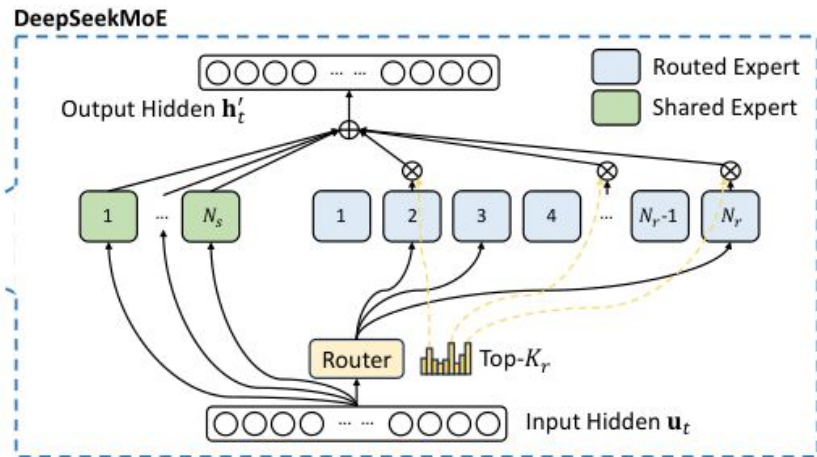 DeepSeekMoE
... ...
Routed Expert
Output Hidden h′ₜ
Shared Expert
1 ... Nₛ 1 2 3 4 ... Nᵣ-1 Nᵣ
Router
Top-Kᵣ
... ...
Input Hidden uₜ